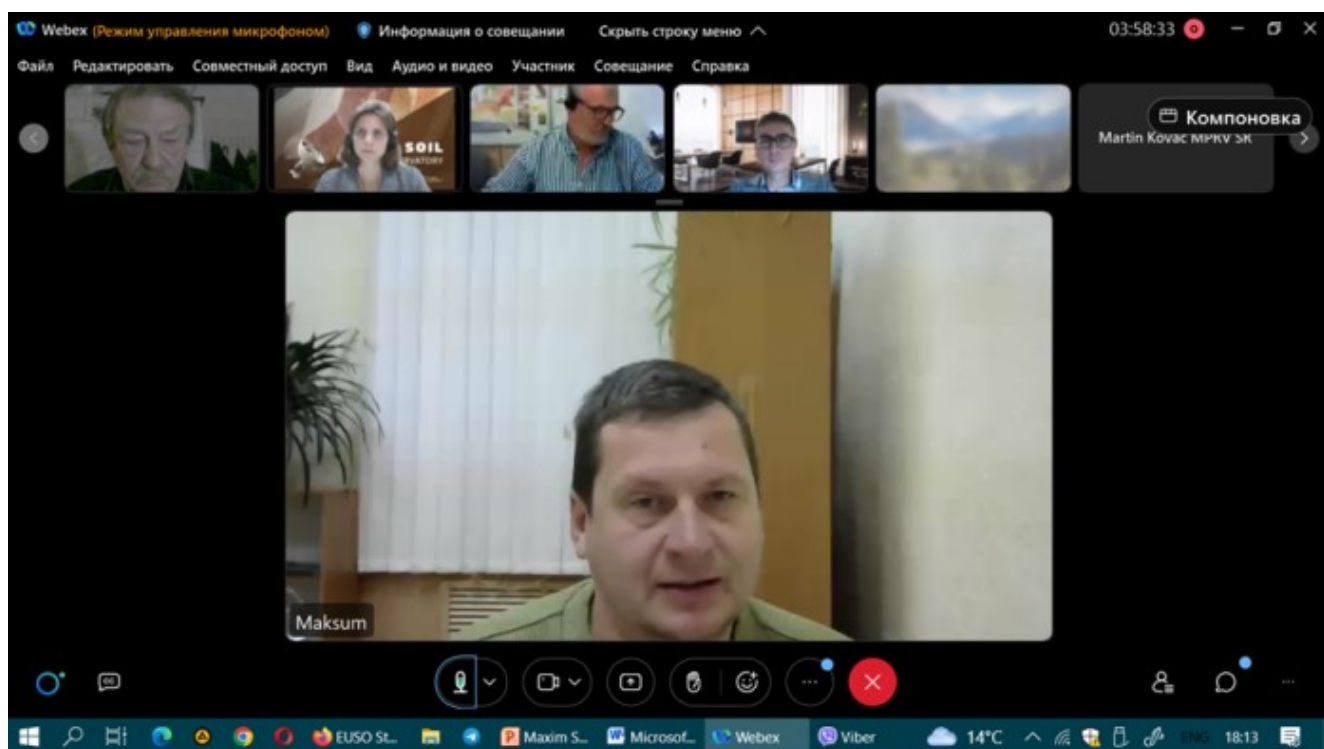 Webex (Режим управления микрофоном) Информация о совещании Скрыть строку меню 03:58:33
Файл Редактировать Совместный доступ Вид Аудио и видео Участник Совещание Справка
Компоновка
Martin Kovac MPRV SR
SOIL
Maksum
EUSO St... Maxim S... Microsof... Webex Viber 14°C ENG 18:13